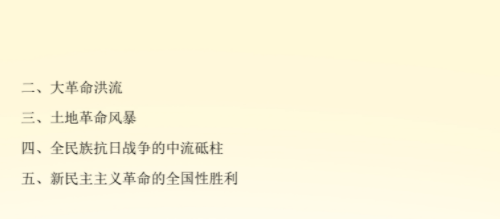 二、大革命洪流
三、土地革命风暴
四、全民族抗日战争的中流砥柱
五、新民主主义革命的全国性胜利